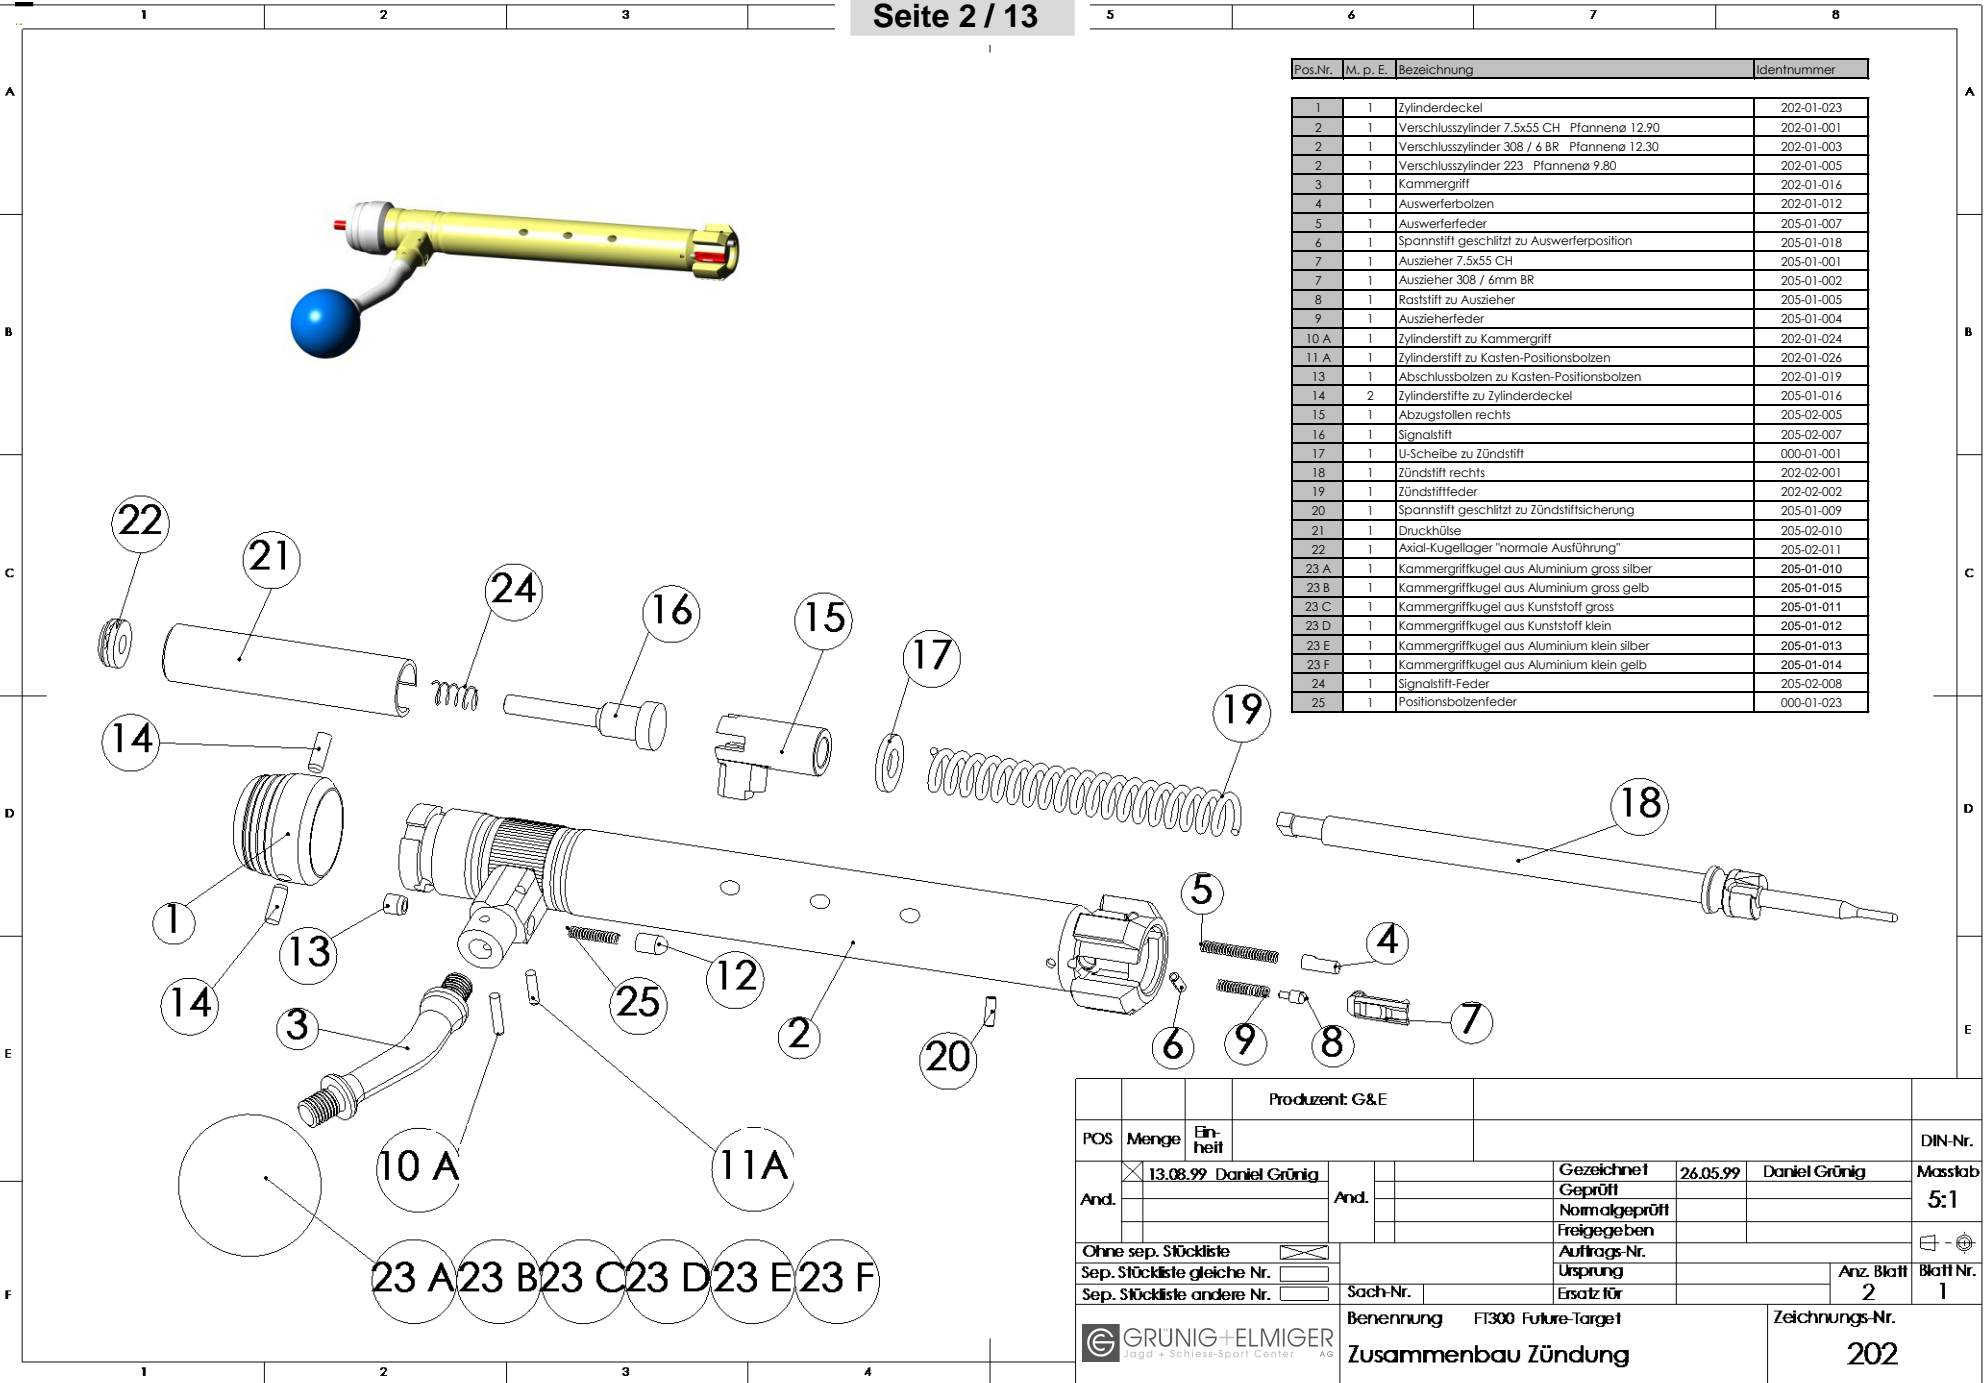 Seite 2 / 13
1 2 3 5 6 7 8
Pos.Nr. M. p. E. Bezeichnung Identnummer
1 1 Zylinderdeckel 202-01-023
2 1 Verschlusszylinder 7.5x55 CH Pfannenø 12.90 202-01-001
2 1 Verschlusszylinder 308 / 6 BR Pfannenø 12.30 202-01-003
2 1 Verschlusszylinder 223 Pfannenø 9.80 202-01-005
3 1 Kammergriff 202-01-016
4 1 Auswerferbolzen 202-01-012
5 1 Auswerferfeder 205-01-007
6 1 Spannstift geschlitzt zu Auswerferposition 205-01-018
7 1 Auszieher 7.5x55 CH 205-01-001
7 1 Auszieher 308 / 6mm BR 205-01-002
8 1 Raststift zu Auszieher 205-01-005
9 1 Auszieherfeder 205-01-004
10 A 1 Zylinderstift zu Kammergriff 202-01-024
11 A 1 Zylinderstift zu Kasten-Positionsbolzen 202-01-026
13 1 Abschlussbolzen zu Kasten-Positionsbolzen 202-01-019
14 2 Zylinderstifte zu Zylinderdeckel 205-01-016
15 1 Abzugstollen rechts 205-02-005
16 1 Signalstift 205-02-007
17 1 U-Scheibe zu Zündstift 000-01-001
18 1 Zündstift rechts 202-02-001
19 1 Zündstiftfeder 202-02-002
20 1 Spannstift geschlitzt zu Zündstiftsicherung 205-01-009
21 1 Druckhülse 205-02-010
22 1 Axial-Kugellager "normale Ausführung" 205-02-011
23 A 1 Kammergriffkugel aus Aluminium gross silber 205-01-010
23 B 1 Kammergriffkugel aus Aluminium gross gelb 205-01-015
23 C 1 Kammergriffkugel aus Kunststoff gross 205-01-011
23 D 1 Kammergriffkugel aus Kunststoff klein 205-01-012
23 E 1 Kammergriffkugel aus Aluminium klein silber 205-01-013
23 F 1 Kammergriffkugel aus Aluminium klein gelb 205-01-014
24 1 Signalstift-Feder 205-02-008
25 1 Positionsbolzenfeder 000-01-023
A A
B B
C C
D D
E E
F
22
21
24
16
15
17
19
14
18
1
13
14
5
4
12
25
3
2
20
6
9
8
7
10 A
11A
23 A 23 B 23 C 23 D 23 E 23 F
Produzent: G&E
POS Menge Ein-heit DIN-Nr.
And. 13.08.99 Daniel Grünig And. Gezeichnet 26.05.99 Daniel Grünig Masstab
Geprüft 5:1
Normalgeprüft
Freigegeben
Ohne sep. Stückliste Auftrags-Nr.
Sep. Stückliste gleiche Nr. Ursprung Anz. Blatt Blatt Nr.
Sep. Stückliste andere Nr. Sach-Nr. Ersatz für 2 1
Benennung FT300 Future-Target Zeichnungs-Nr.
GRÜNIG+ELMIGER
Jagd + Schiess-Sport Center AG
Zusammenbau Zündung 202
1 2 3 4